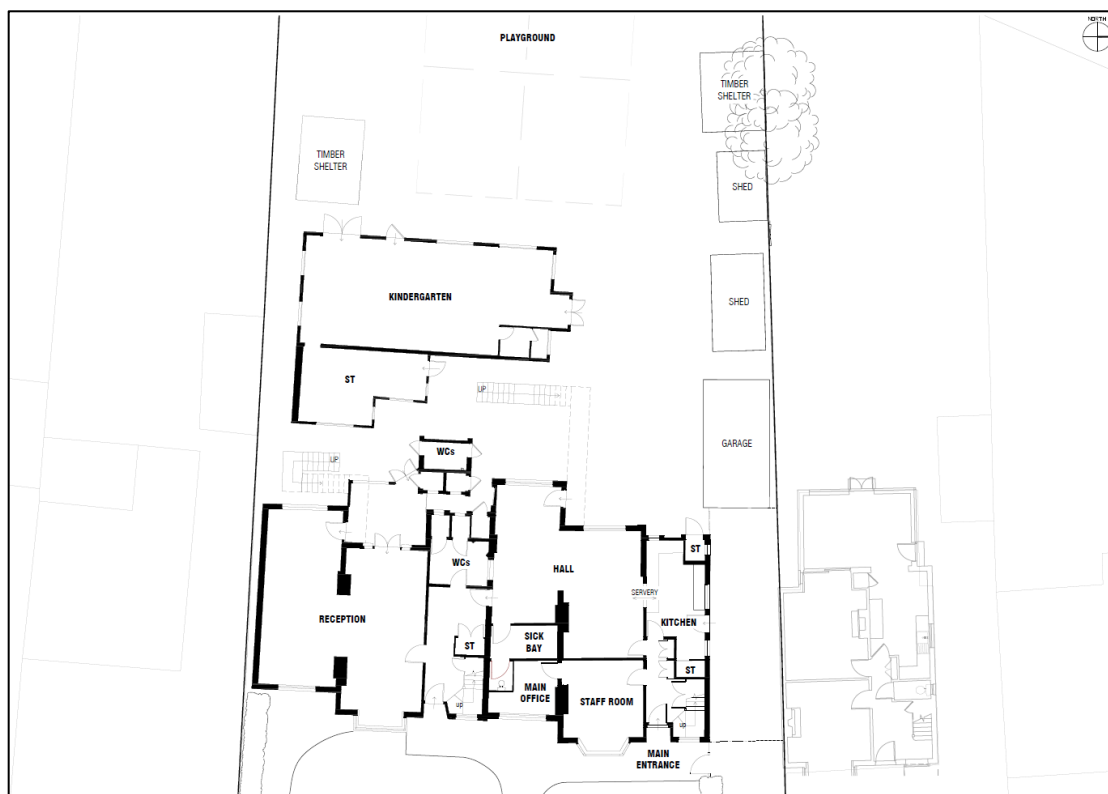 NORTH
PLAYGROUND
TIMBER
SHELTER
TIMBER
SHELTER
SHED
KINDERGARTEN
SHED
ST
UP
GARAGE
WCs
UP
ST
WCs
HALL
SERVERY
KITCHEN
RECEPTION
SICK
BAY
ST
ST
MAIN
OFFICE
STAFF ROOM
up
up
MAIN
ENTRANCE